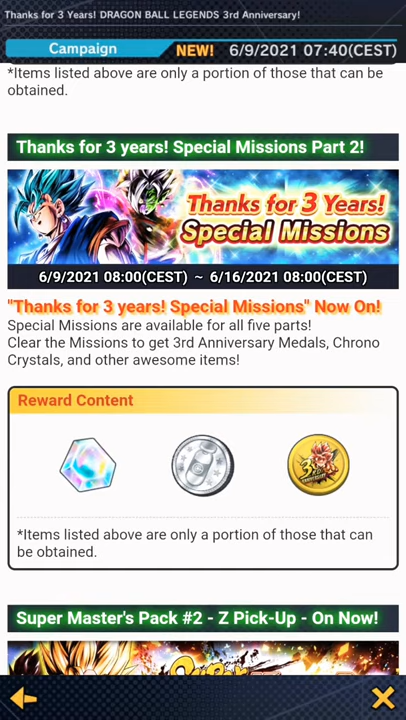 Thanks for 3 Years! DRAGON BALL LEGENDS 3rd Anniversary!
Campaign NEW! 6/9/2021 07:40(CEST)
*Items listed above are only a portion of those that can be
obtained.
Thanks for 3 years! Special Missions Part 2!
Thanks for 3 Years!
Special Missions
6/9/2021 08:00(CEST) ~ 6/16/2021 08:00(CEST)
"Thanks for 3 years! Special Missions" Now On!
Special Missions are available for all five parts!
Clear the Missions to get 3rd Anniversary Medals, Chrono
Crystals, and other awesome items!
Reward Content
*Items listed above are only a portion of those that can
be obtained.
Super Master's Pack #2 - Z Pick-Up - On Now!